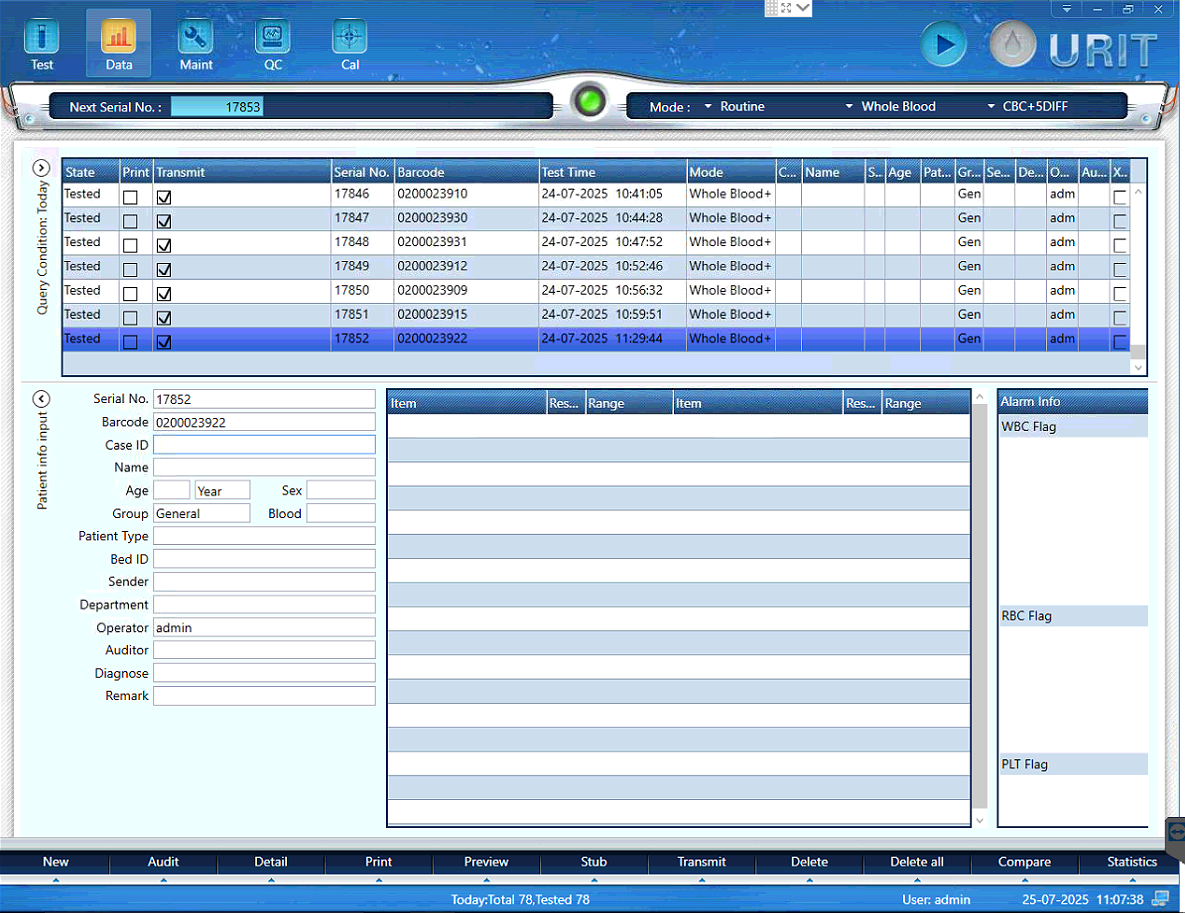 Test Data Maint QC Cal URIT
Next Serial No. : 17853 Mode : Routine Whole Blood CBC+5DIFF
Query Condition: Today
State Print Transmit Serial No. Barcode Test Time Mode C... Name S... Age Pat... Gr... Se... De... O... Au... X...
Tested 17846 0200023910 24-07-2025 10:41:05 Whole Blood+ Gen adm
Tested 17847 0200023930 24-07-2025 10:44:28 Whole Blood+ Gen adm
Tested 17848 0200023931 24-07-2025 10:47:52 Whole Blood+ Gen adm
Tested 17849 0200023912 24-07-2025 10:52:46 Whole Blood+ Gen adm
Tested 17850 0200023909 24-07-2025 10:56:32 Whole Blood+ Gen adm
Tested 17851 0200023915 24-07-2025 10:59:51 Whole Blood+ Gen adm
Tested 17852 0200023922 24-07-2025 11:29:44 Whole Blood+ Gen adm
Patient info input
Serial No. 17852
Barcode 0200023922
Case ID
Name
Age Year Sex
Group General Blood
Patient Type
Bed ID
Sender
Department
Operator admin
Auditor
Diagnose
Remark
Item Res... Range Item Res... Range
Alarm Info
WBC Flag
RBC Flag
PLT Flag
New Audit Detail Print Preview Stub Transmit Delete Delete all Compare Statistics
Today:Total 78,Tested 78 User: admin 25-07-2025 11:07:38